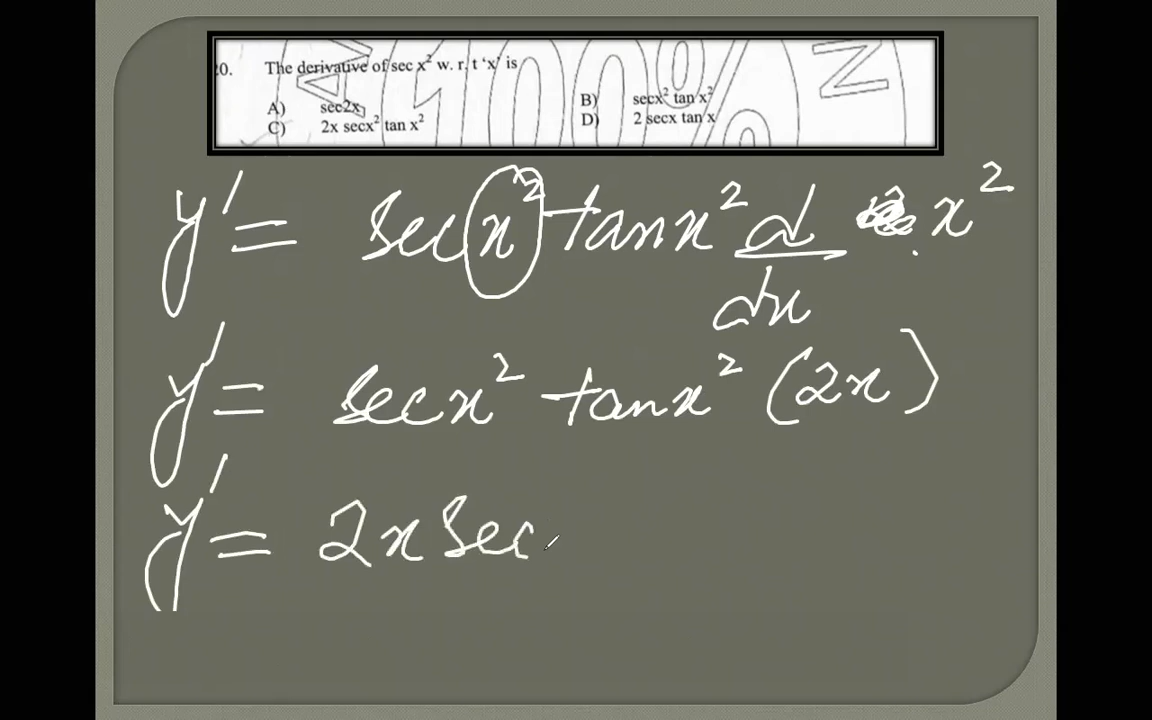 20. The derivative of sec x² w. r. t 'x' is
A) sec2x B) secx² tan x²
C) 2x secx² tan x² D) 2 secx tan x
y' = sec x² tan x² d/dx x²
y' = sec x² tan x² (2x)
y' = 2x sec